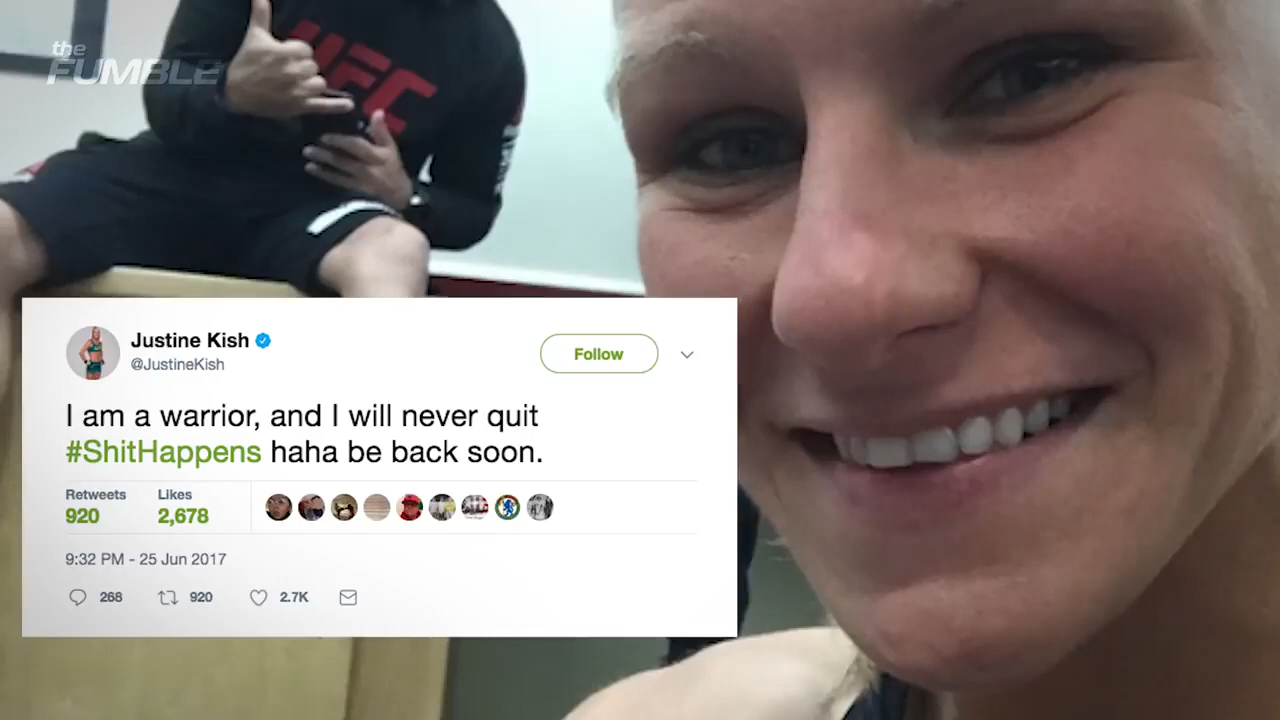 the
FUMBLE
UFC
Justine Kish
@JustineKish
Follow
I am a warrior, and I will never quit
#ShitHappens haha be back soon.
Retweets
Likes
920
2,678
9:32 PM - 25 Jun 2017
268
920
2.7K